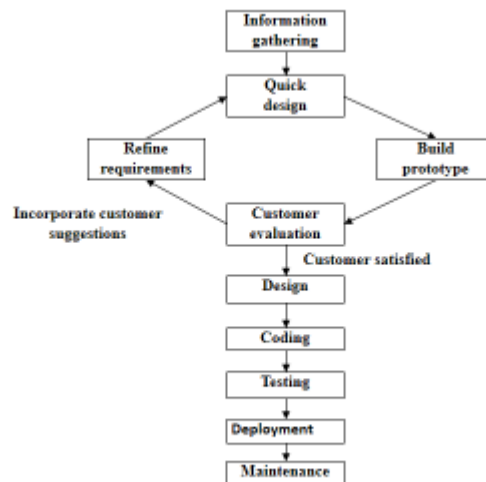 Information
gathering
Quick
design
Refine
requirements
Build
prototype
Incorporate customer
suggestions
Customer
evaluation
Customer satisfied
Design
Coding
Testing
Deployment
Maintenance